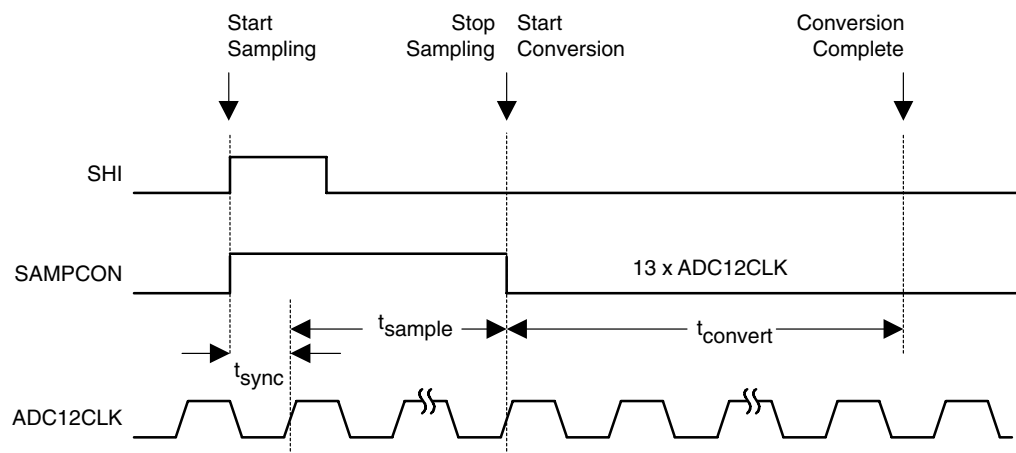 Start
Sampling
Stop
Sampling
Start
Conversion
Conversion
Complete
SHI
SAMPCON
13 x ADC12CLK
tsample
tconvert
tsync
ADC12CLK